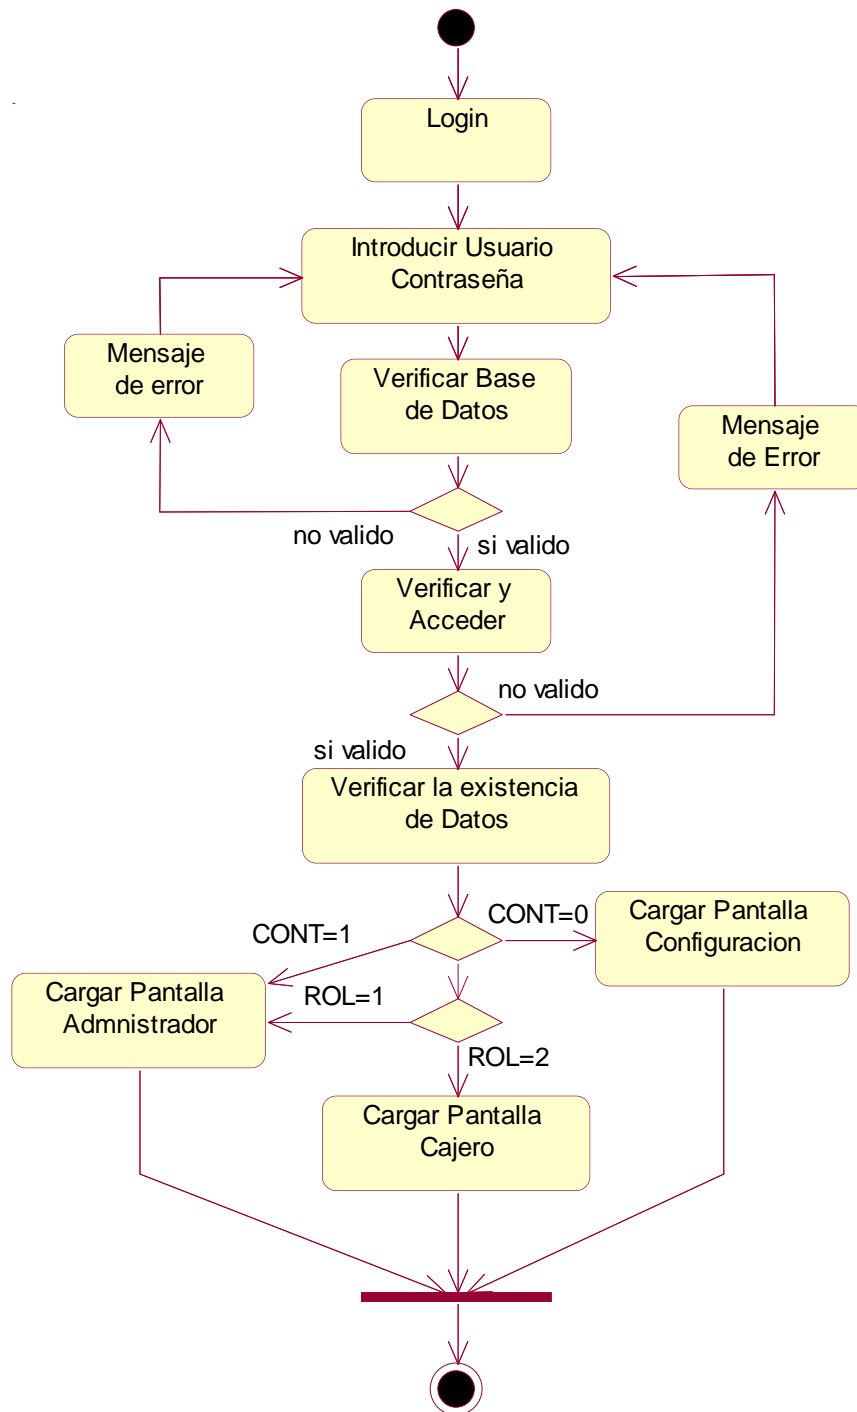 Login
Introducir Usuario
Contraseña
Mensaje
de error
Verificar Base
de Datos
Mensaje
de Error
no valido
si valido
Verificar y
Acceder
no valido
si valido
Verificar la existencia
de Datos
CONT=1
CONT=0
Cargar Pantalla
Configuracion
Cargar Pantalla
Admnistrador
ROL=1
ROL=2
Cargar Pantalla
Cajero